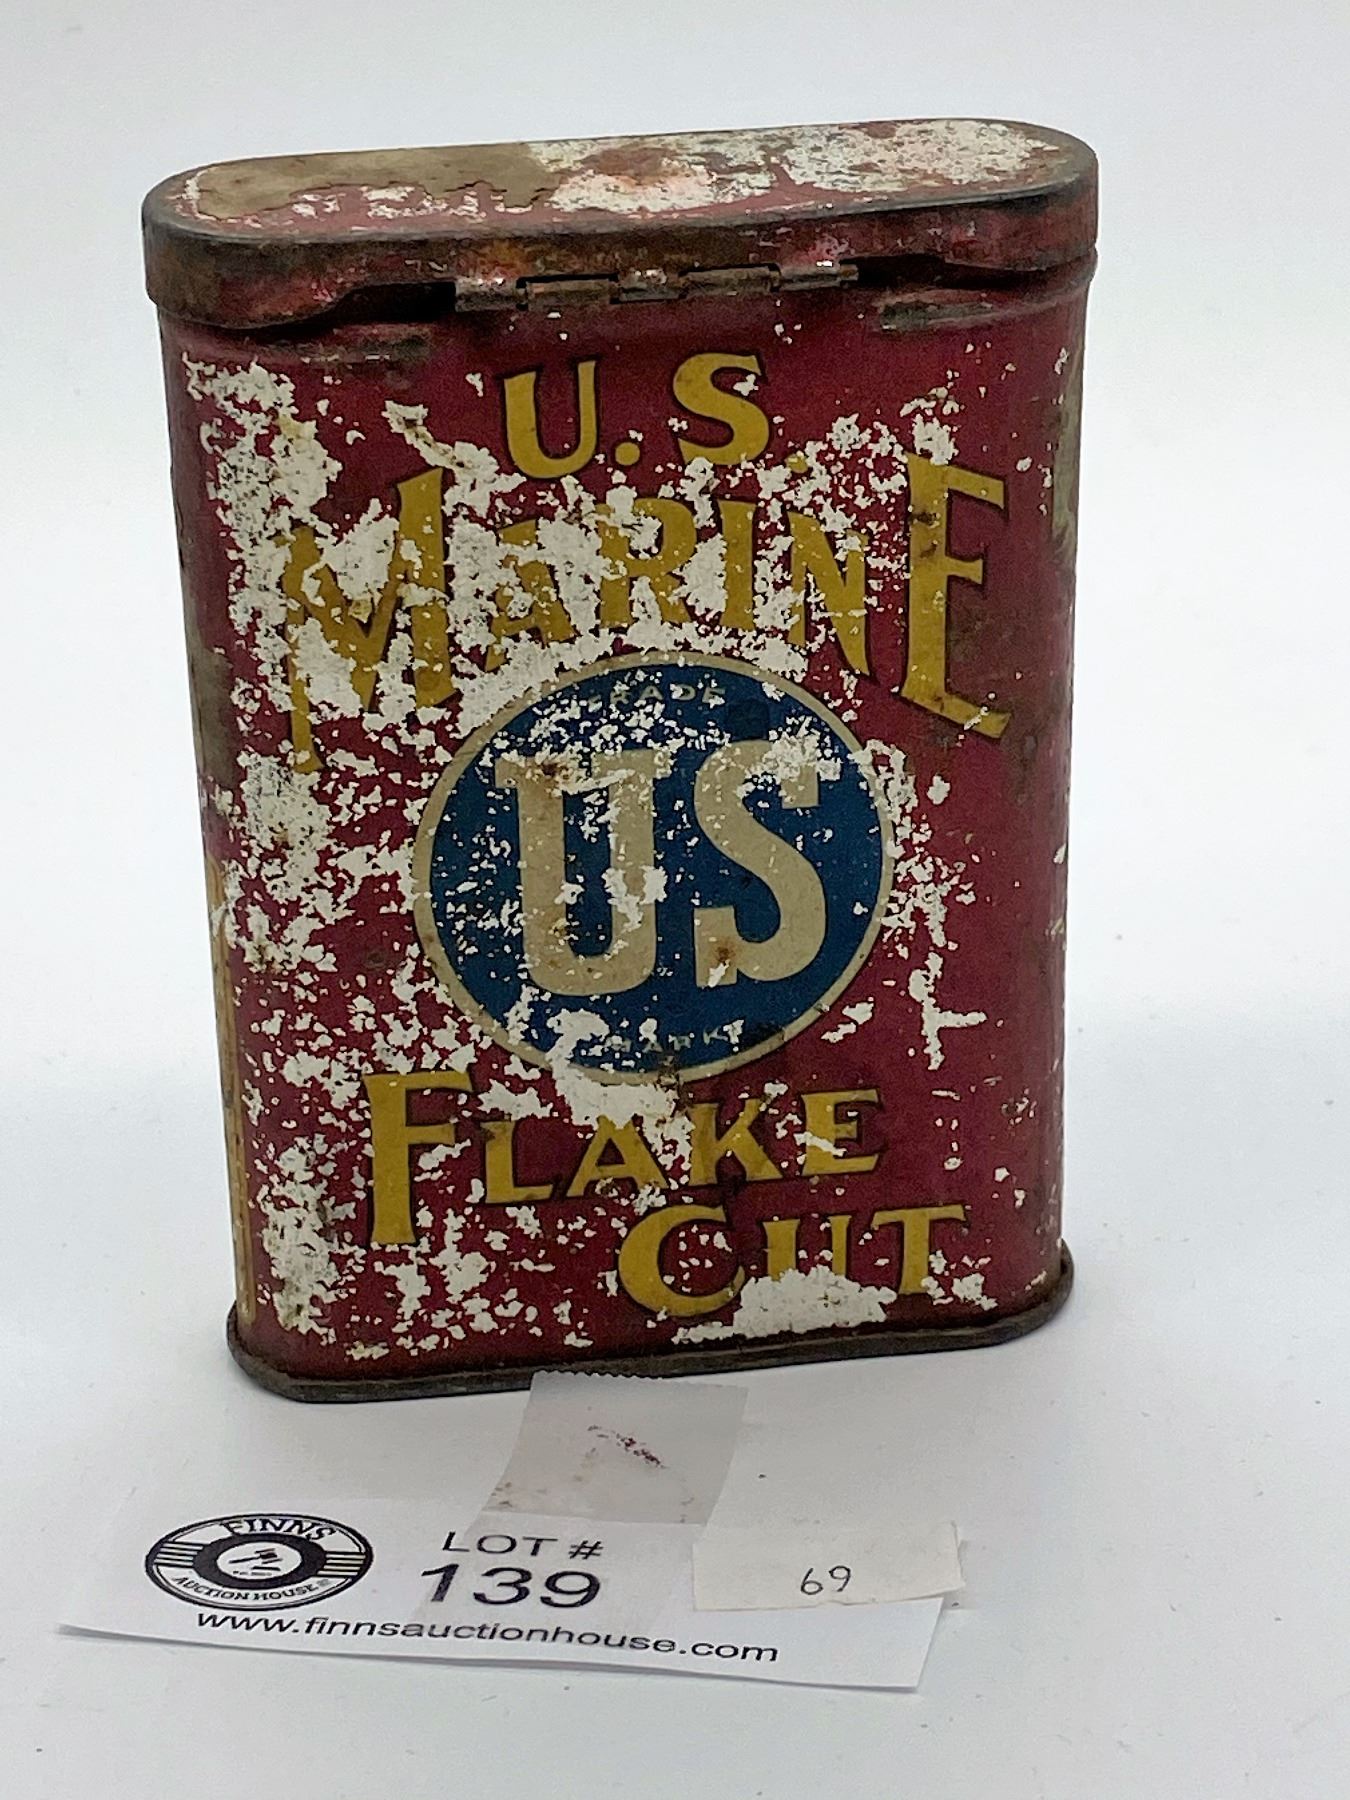 U.S.
MARINE
TRADE
US
MARK
FLAKE
CUT
FINNS
AUCTION HOUSE
LOT #
139
69
www.finnsauctionhouse.com